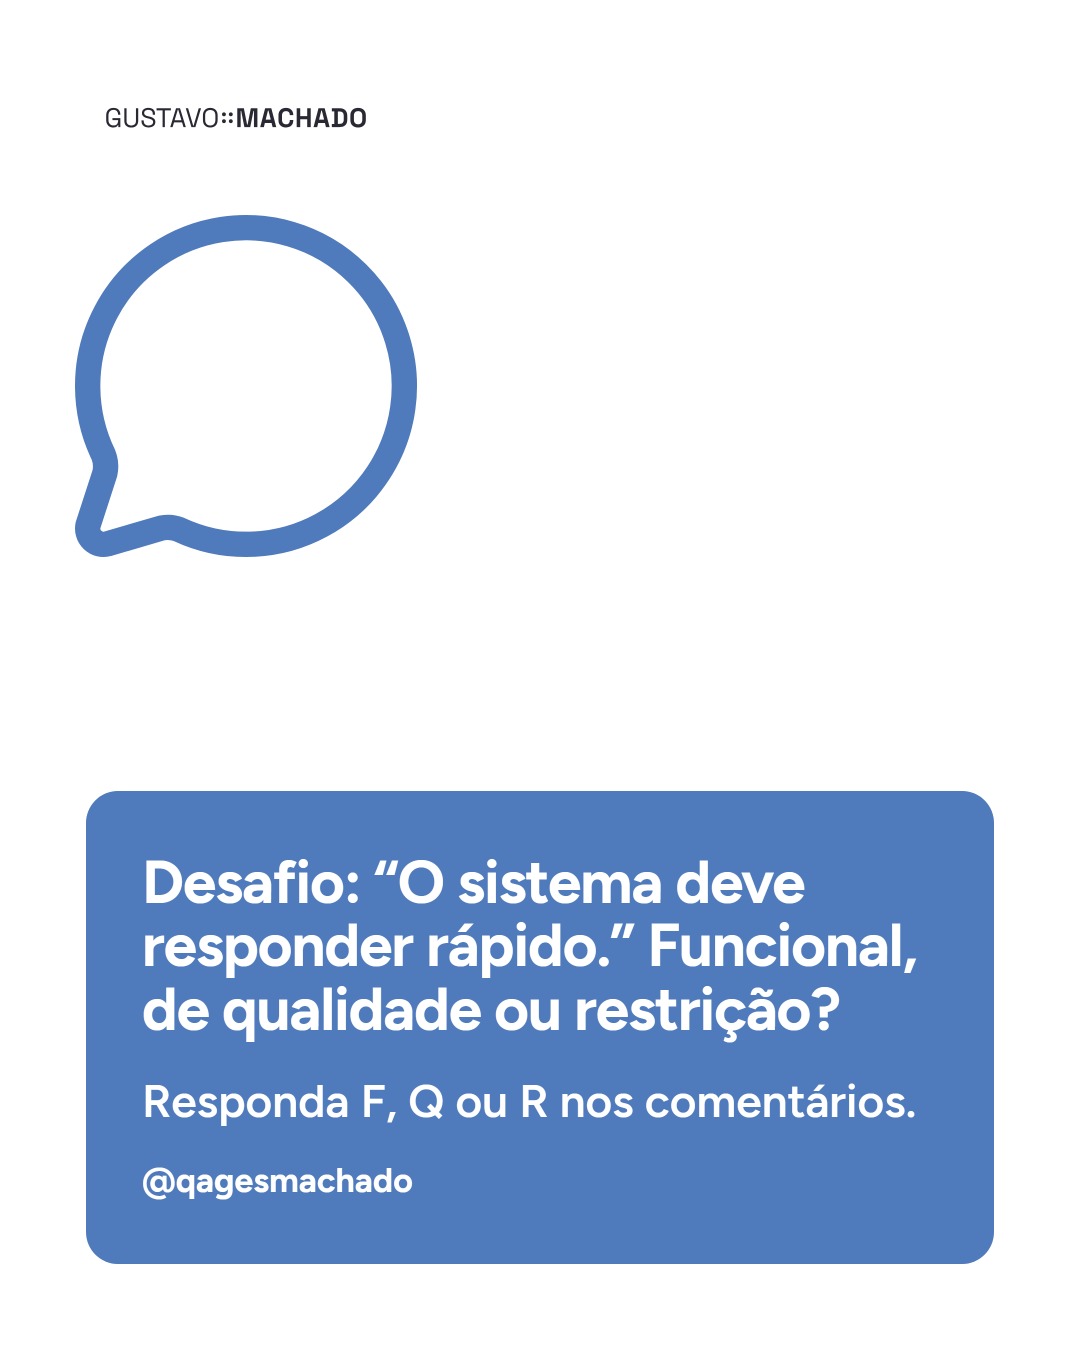 GUSTAVO::MACHADO
Desafio: “O sistema deve
responder rápido.” Funcional,
de qualidade ou restrição?
Responda F, Q ou R nos comentários.
@qagesmachado